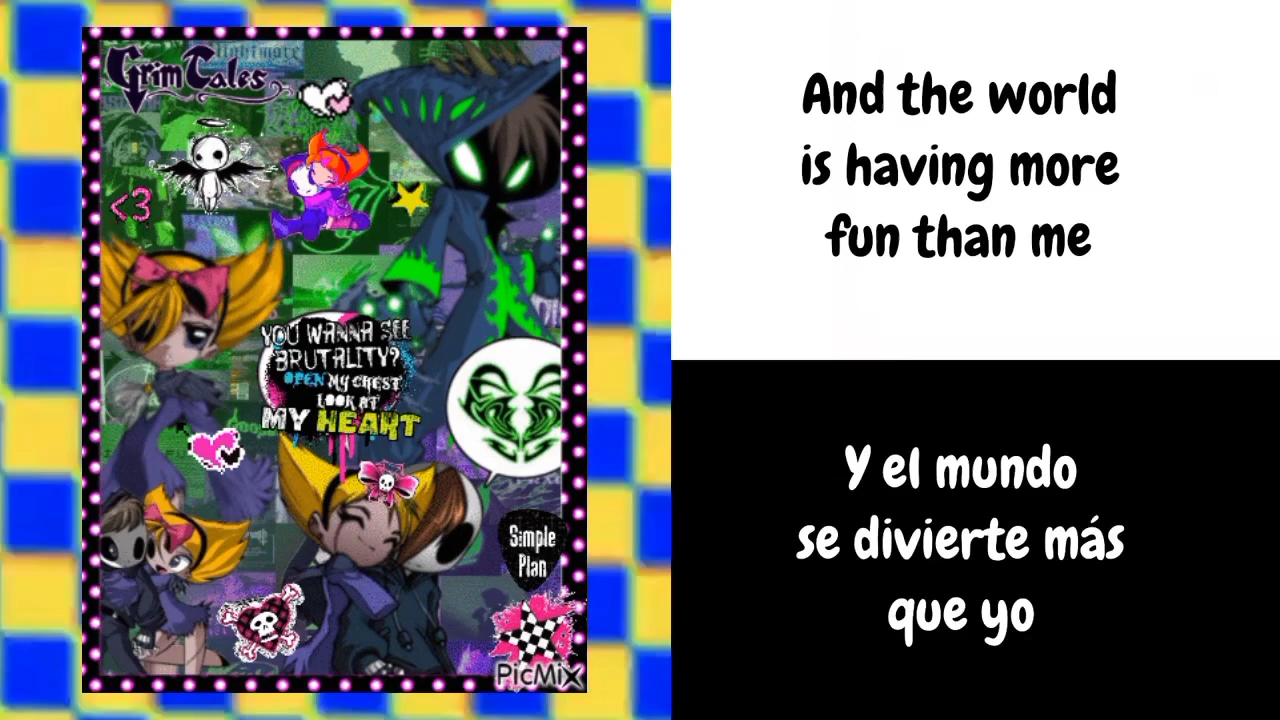 Grim Tales
<3
YOU WANNA SEE
BRUTALITY?
OPEN MY CHEST
LOOK AT
MY HEART
Simple
Plan
PicMix
And the world
is having more
fun than me
Y el mundo
se divierte más
que yo